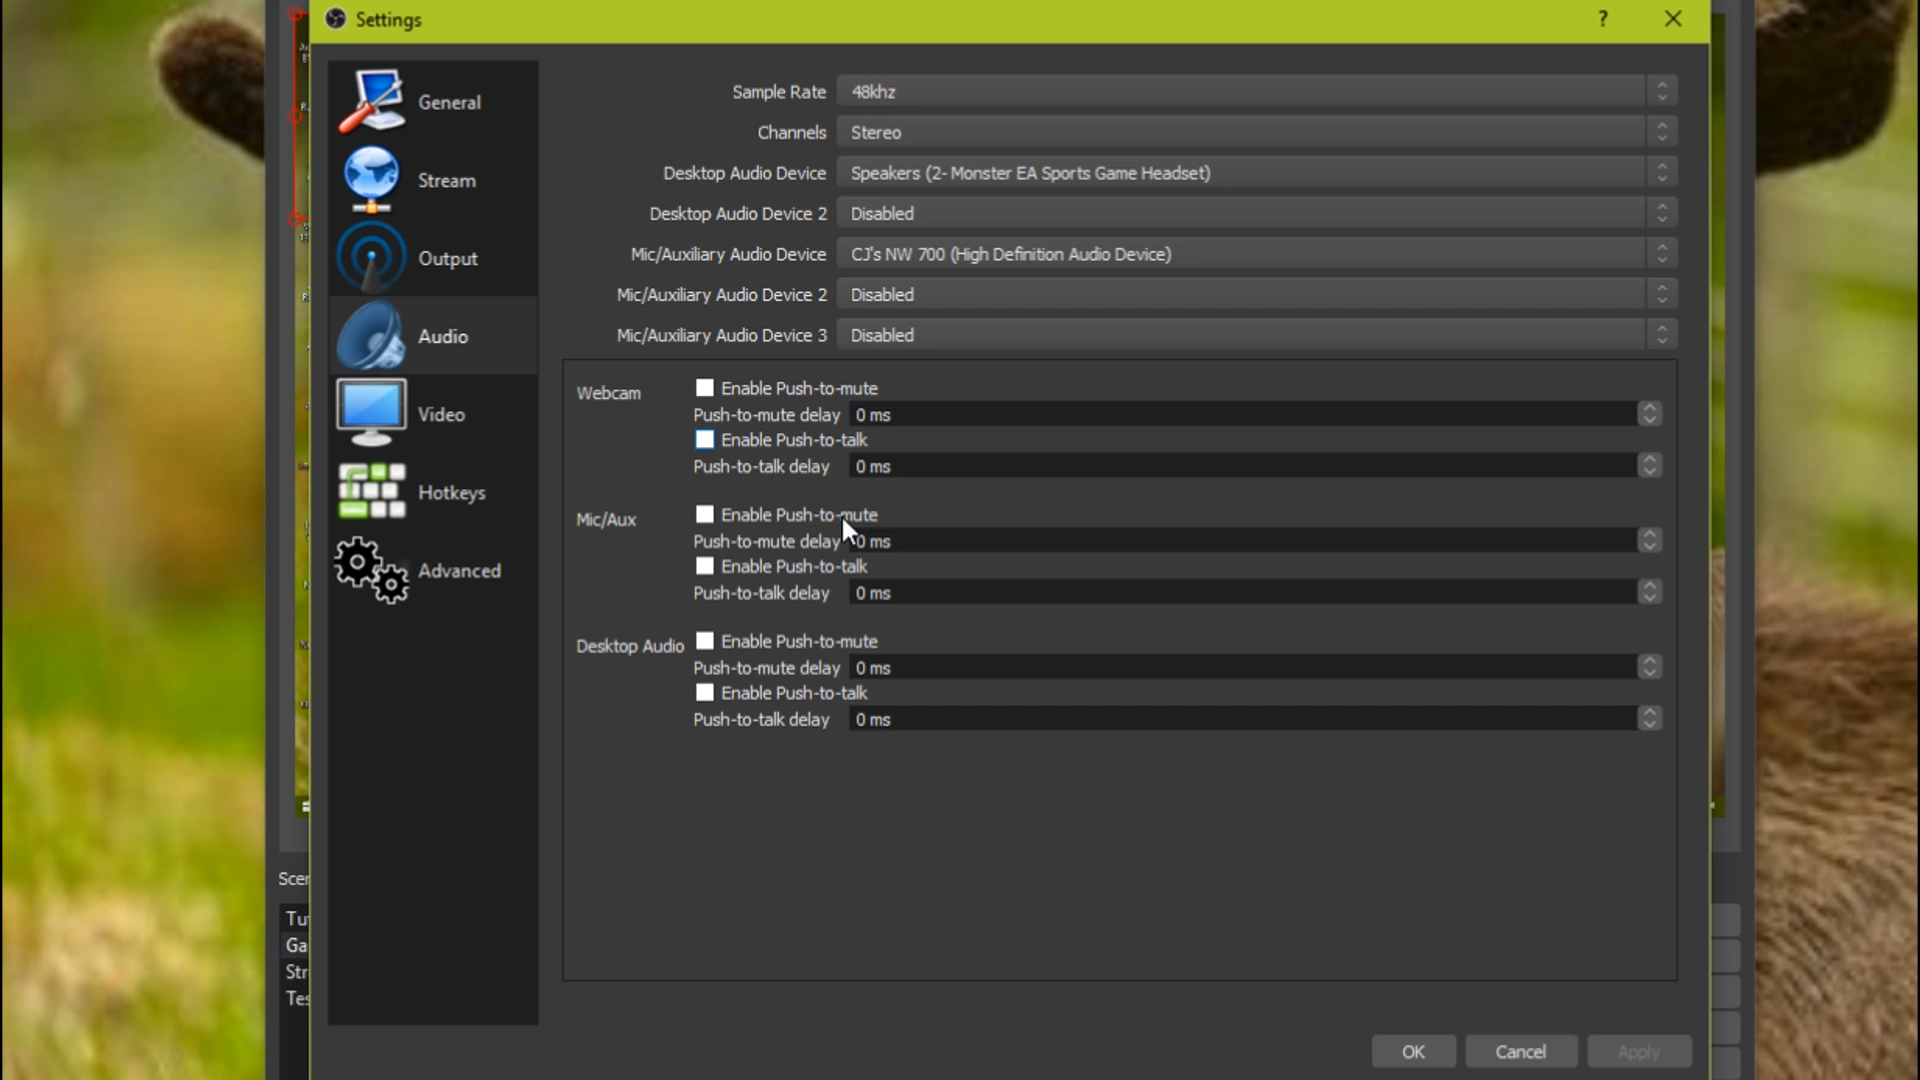 Settings
?
General
Stream
Output
Audio
Video
Hotkeys
Advanced
Sample Rate 48khz
Channels Stereo
Desktop Audio Device Speakers (2- Monster EA Sports Game Headset)
Desktop Audio Device 2 Disabled
Mic/Auxiliary Audio Device CJ's NW 700 (High Definition Audio Device)
Mic/Auxiliary Audio Device 2 Disabled
Mic/Auxiliary Audio Device 3 Disabled
Webcam Enable Push-to-mute
Push-to-mute delay 0 ms
Enable Push-to-talk
Push-to-talk delay 0 ms
Mic/Aux Enable Push-to-mute
Push-to-mute delay 0 ms
Enable Push-to-talk
Push-to-talk delay 0 ms
Desktop Audio Enable Push-to-mute
Push-to-mute delay 0 ms
Enable Push-to-talk
Push-to-talk delay 0 ms
Scen
Tu
Ga
Str
Tes
OK Cancel Apply